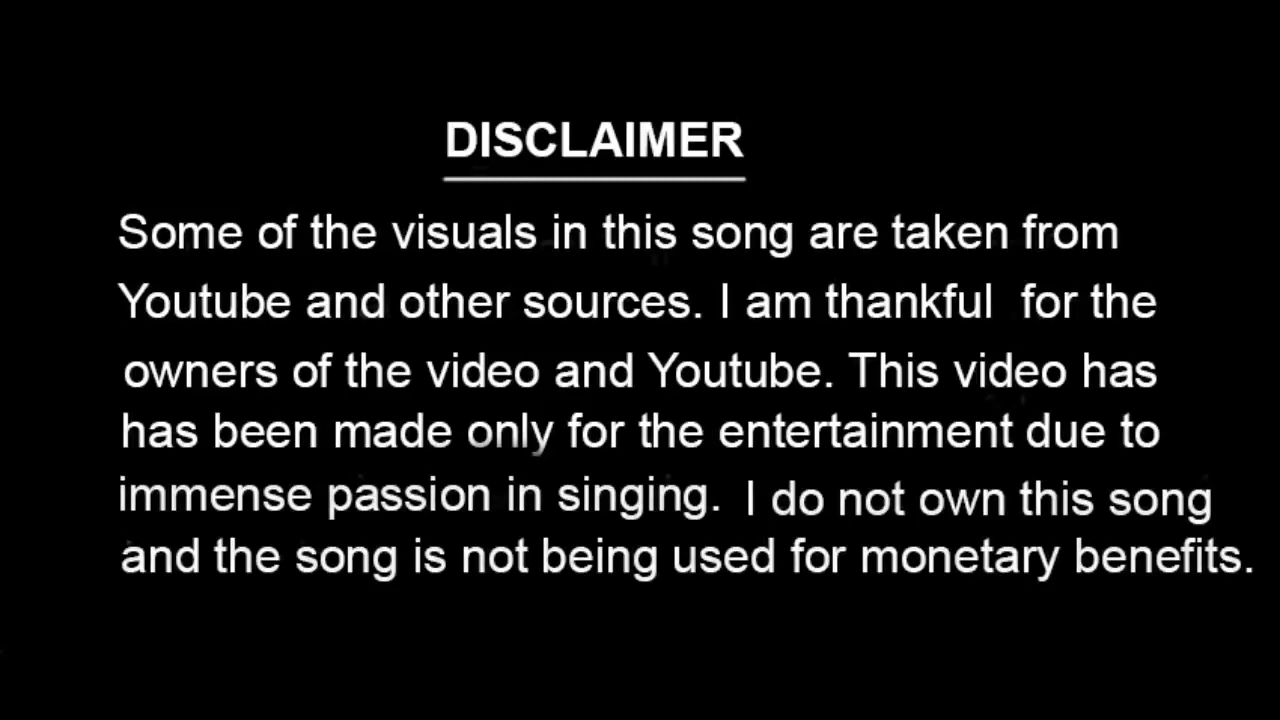 DISCLAIMER
Some of the visuals in this song are taken from
Youtube and other sources. I am thankful for the
owners of the video and Youtube. This video has
has been made only for the entertainment due to
immense passion in singing. I do not own this song
and the song is not being used for monetary benefits.